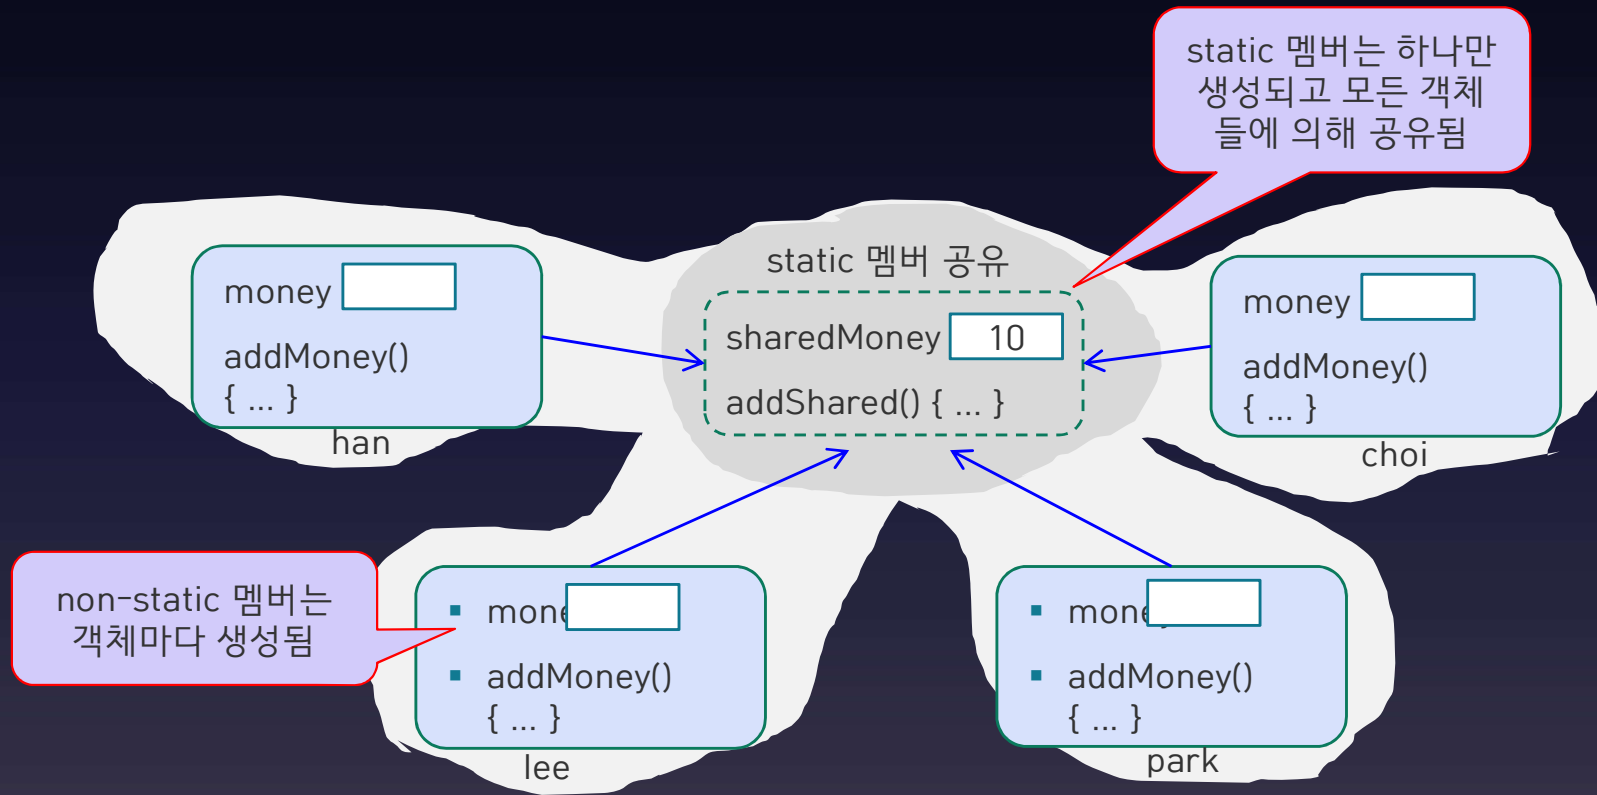 static 멤버는 하나만
생성되고 모든 객체
들에 의해 공유됨
static 멤버 공유
money
addMoney()
{ ... }
han
sharedMoney 10
addShared() { ... }
money
addMoney()
{ ... }
choi
non-static 멤버는
객체마다 생성됨
▪ mone
▪ addMoney()
{ ... }
lee
▪ mone
▪ addMoney()
{ ... }
park